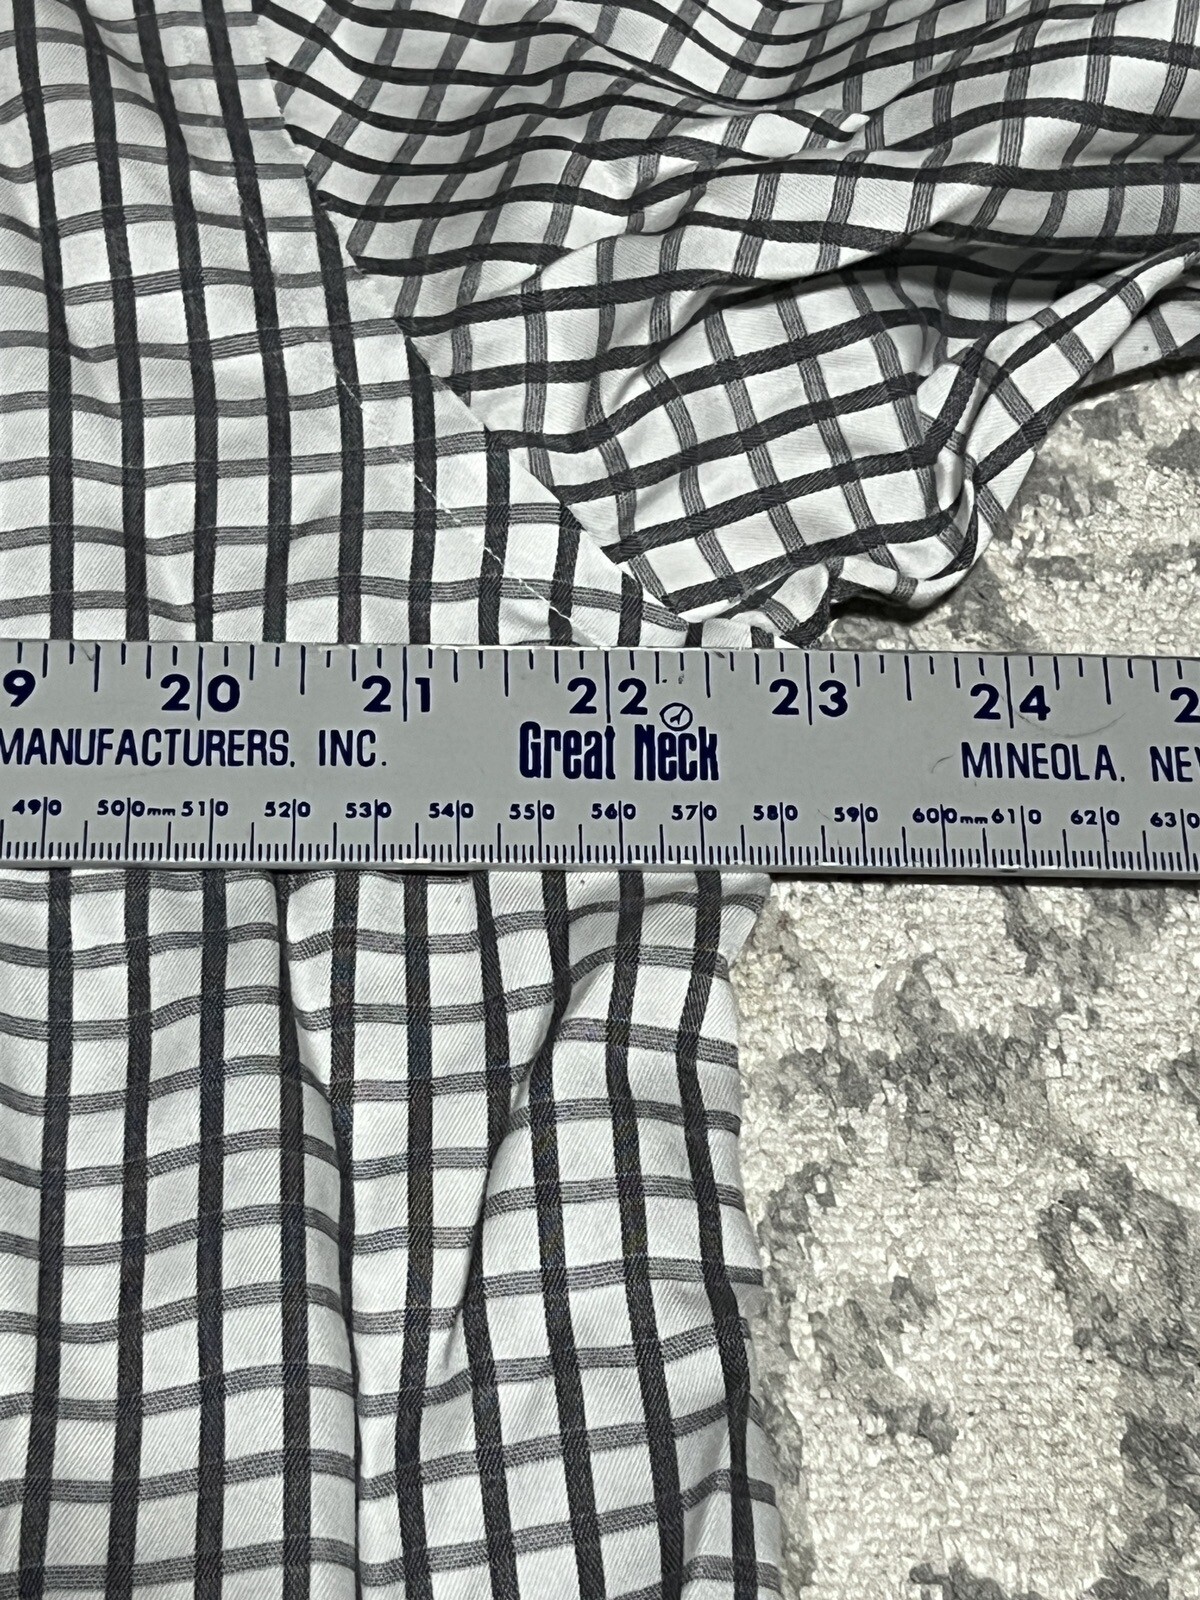 9 20 21 22 23 24 2
MANUFACTURERS, INC. Great Neck MINEOLA, NEW
490 500mm 510 520 530 540 550 560 570 580 590 600mm 610 620 630